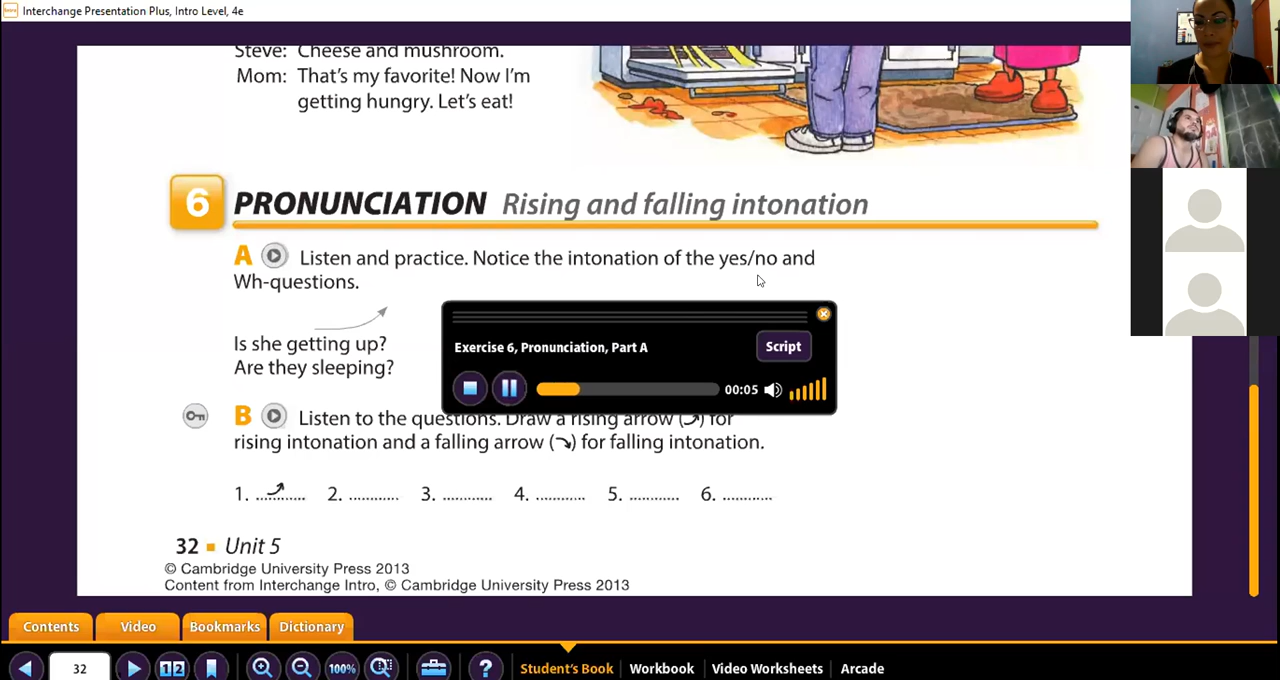 Interchange Presentation Plus, Intro Level, 4e
Steve: Cheese and mushroom.
Mom: That's my favorite! Now I'm
getting hungry. Let's eat!
6 PRONUNCIATION Rising and falling intonation
A Listen and practice. Notice the intonation of the yes/no and
Wh-questions.
Is she getting up?
Are they sleeping?
Exercise 6, Pronunciation, Part A
Script
00:05
B Listen to the questions. Draw a rising arrow (⤴) for
rising intonation and a falling arrow (⤵) for falling intonation.
1. ............ 2. ............ 3. ............ 4. ............ 5. ............ 6. ............
32 ▪ Unit 5
© Cambridge University Press 2013
Content from Interchange Intro, © Cambridge University Press 2013
Contents Video Bookmarks Dictionary
32 12 100% ? Student's Book Workbook Video Worksheets Arcade